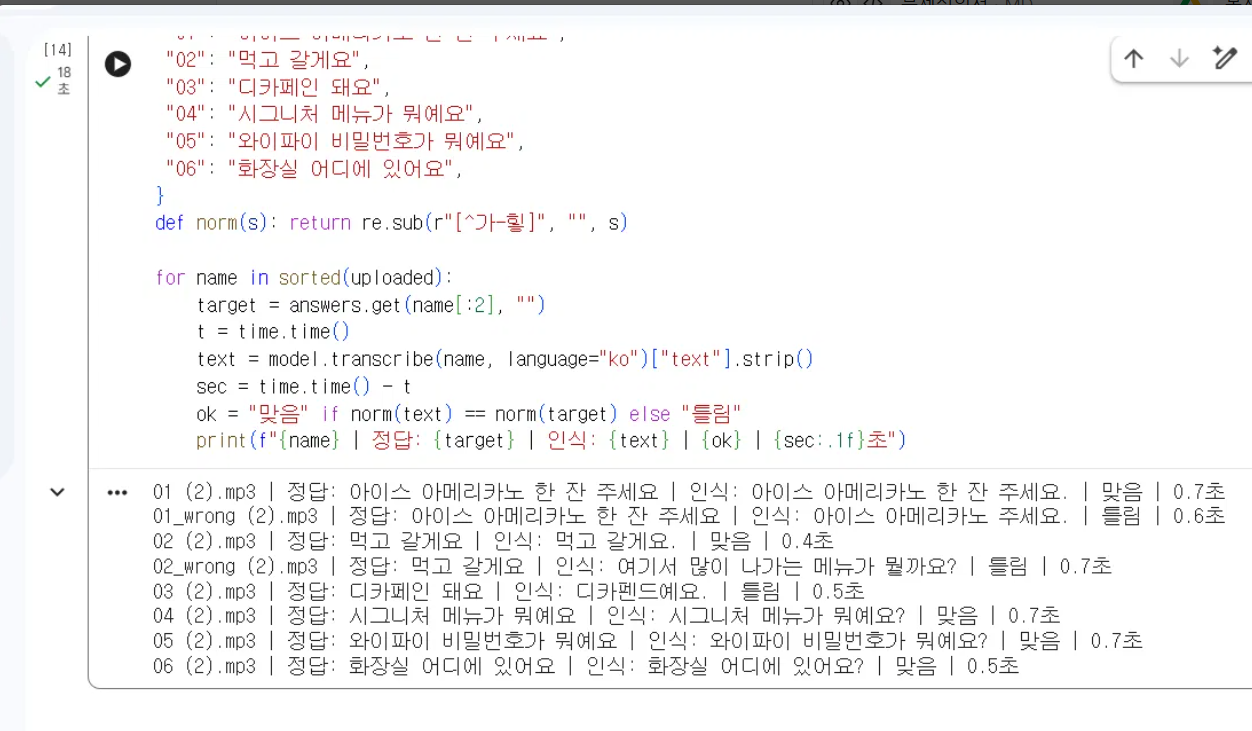 [14]
18
초
"02": "먹고 갈게요",
"03": "디카페인 돼요",
"04": "시그니처 메뉴가 뭐예요",
"05": "와이파이 비밀번호가 뭐예요",
"06": "화장실 어디에 있어요",
}
def norm(s): return re.sub(r"[^가-힣]", "", s)
for name in sorted(uploaded):
target = answers.get(name[:2], "")
t = time.time()
text = model.transcribe(name, language="ko")["text"].strip()
sec = time.time() - t
ok = "맞음" if norm(text) == norm(target) else "틀림"
print(f"{name} | 정답: {target} | 인식: {text} | {ok} | {sec:.1f}초")
01 (2).mp3 | 정답: 아이스 아메리카노 한 잔 주세요 | 인식: 아이스 아메리카노 한 잔 주세요. | 맞음 | 0.7초
01_wrong (2).mp3 | 정답: 아이스 아메리카노 한 잔 주세요 | 인식: 아이스 아메리카노 주세요. | 틀림 | 0.6초
02 (2).mp3 | 정답: 먹고 갈게요 | 인식: 먹고 갈게요. | 맞음 | 0.4초
02_wrong (2).mp3 | 정답: 먹고 갈게요 | 인식: 여기서 많이 나가는 메뉴가 뭘까요? | 틀림 | 0.7초
03 (2).mp3 | 정답: 디카페인 돼요 | 인식: 디카펜드예요. | 틀림 | 0.5초
04 (2).mp3 | 정답: 시그니처 메뉴가 뭐예요 | 인식: 시그니처 메뉴가 뭐예요? | 맞음 | 0.7초
05 (2).mp3 | 정답: 와이파이 비밀번호가 뭐예요 | 인식: 와이파이 비밀번호가 뭐예요? | 맞음 | 0.7초
06 (2).mp3 | 정답: 화장실 어디에 있어요 | 인식: 화장실 어디에 있어요? | 맞음 | 0.5초